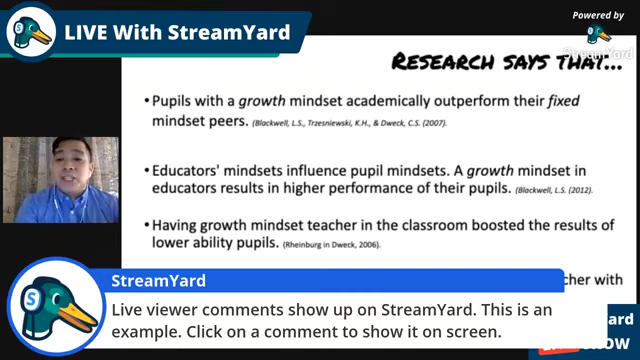 LIVE With StreamYard
Powered by
StreamYard
RESEARCH SAYS THAT...
• Pupils with a growth mindset academically outperform their fixed
mindset peers. (Blackwell, L.S., Trzesniewski, K.H., & Dweck, C.S. (2007).
• Educators' mindsets influence pupil mindsets. A growth mindset in
educators results in higher performance of their pupils. (Blackwell, L.S. (2012).
• Having growth mindset teacher in the classroom boosted the results of
lower ability pupils. (Rheinburg in Dweck, 2006).
cher with
StreamYard
Live viewer comments show up on StreamYard. This is an
example. Click on a comment to show it on screen.
ard